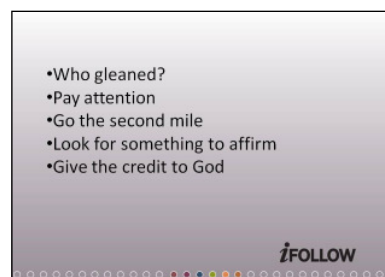 •Who gleaned?
•Pay attention
•Go the second mile
•Look for something to affirm
•Give the credit to God
iFOLLOW